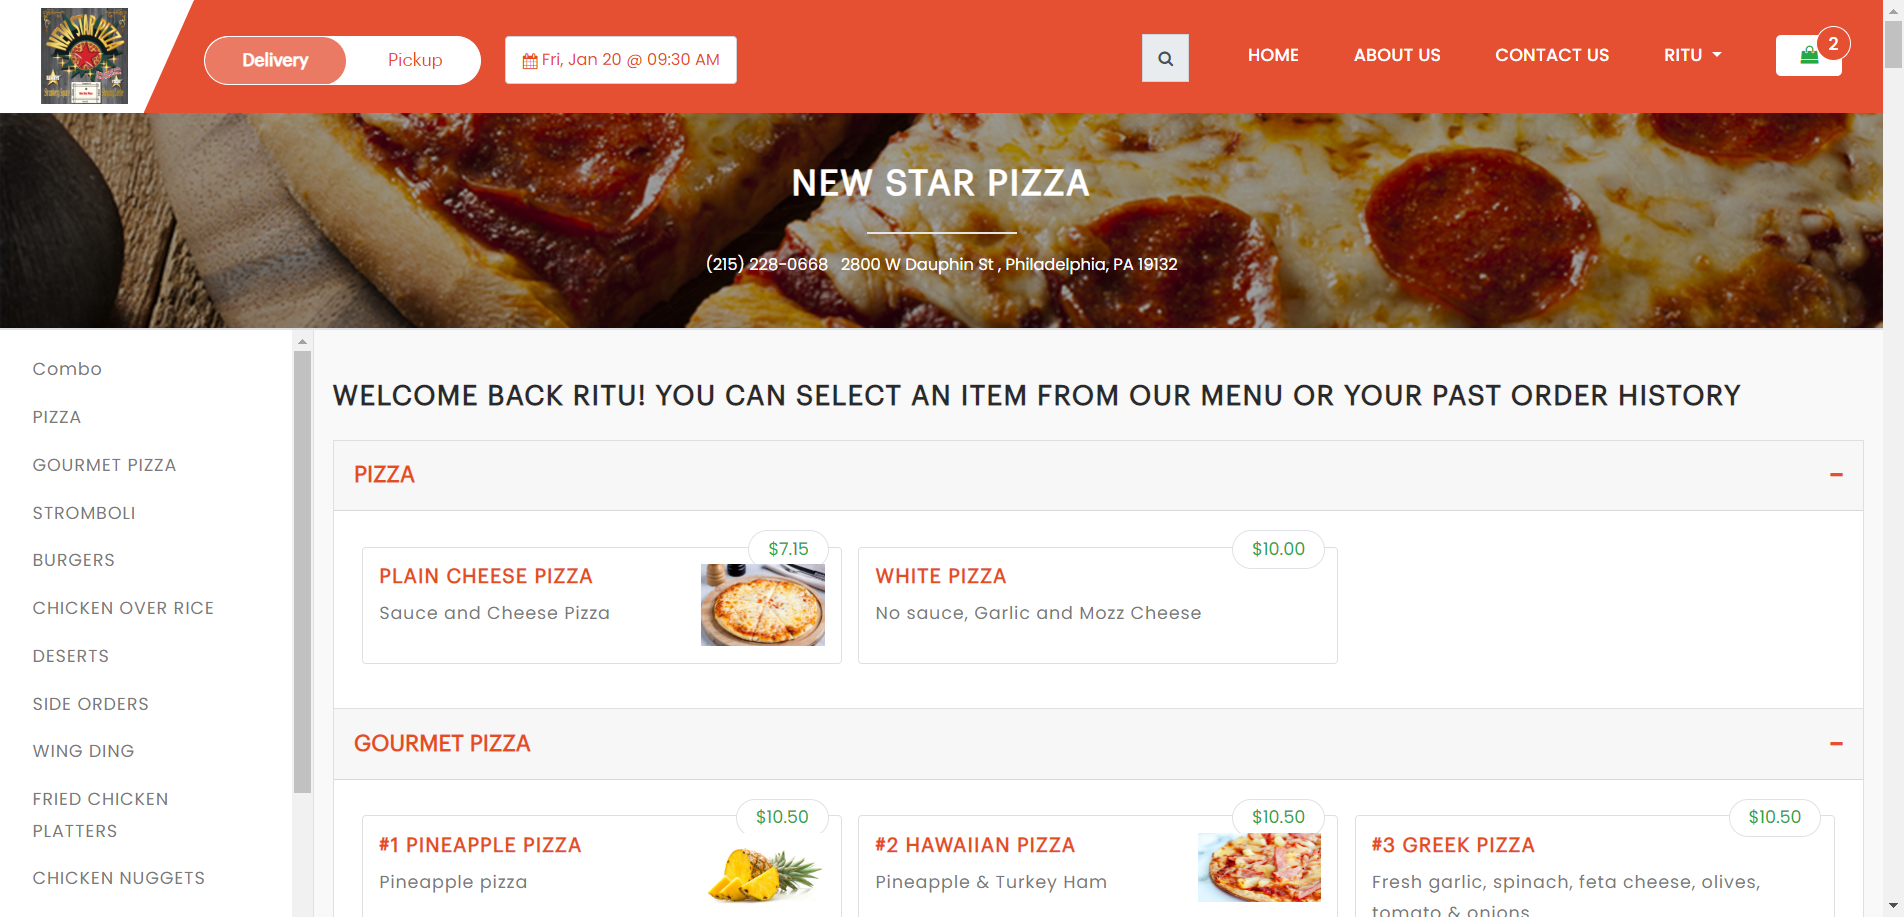 NEW STAR PIZZA
Delivery
Pickup
Fri, Jan 20 @ 09:30 AM
HOME
ABOUT US
CONTACT US
RITU
2
NEW STAR PIZZA
(215) 228-0668 2800 W Dauphin St , Philadelphia, PA 19132
Combo
PIZZA
GOURMET PIZZA
STROMBOLI
BURGERS
CHICKEN OVER RICE
DESERTS
SIDE ORDERS
WING DING
FRIED CHICKEN
PLATTERS
CHICKEN NUGGETS
WELCOME BACK RITU! YOU CAN SELECT AN ITEM FROM OUR MENU OR YOUR PAST ORDER HISTORY
PIZZA
$7.15
PLAIN CHEESE PIZZA
Sauce and Cheese Pizza
$10.00
WHITE PIZZA
No sauce, Garlic and Mozz Cheese
GOURMET PIZZA
$10.50
#1 PINEAPPLE PIZZA
Pineapple pizza
$10.50
#2 HAWAIIAN PIZZA
Pineapple & Turkey Ham
$10.50
#3 GREEK PIZZA
Fresh garlic, spinach, feta cheese, olives,
tomato & onions